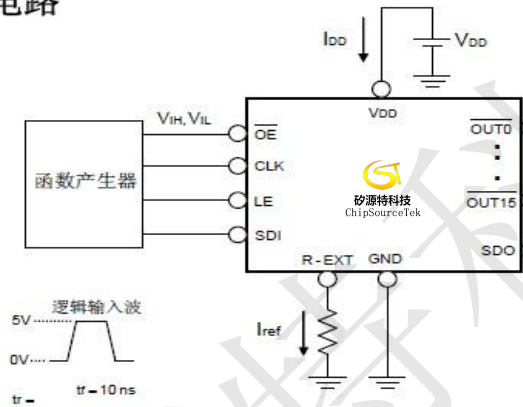 电路
IDD
VDD
VDD
VIH, VIL
函数产生器
OE
CLK
LE
SDI
OUT0
OUT15
SDO
矽源特科技
ChipSourceTek
R-EXT
GND
Iref
逻辑输入波
5V
0V
tr=
tf=10 ns
特科